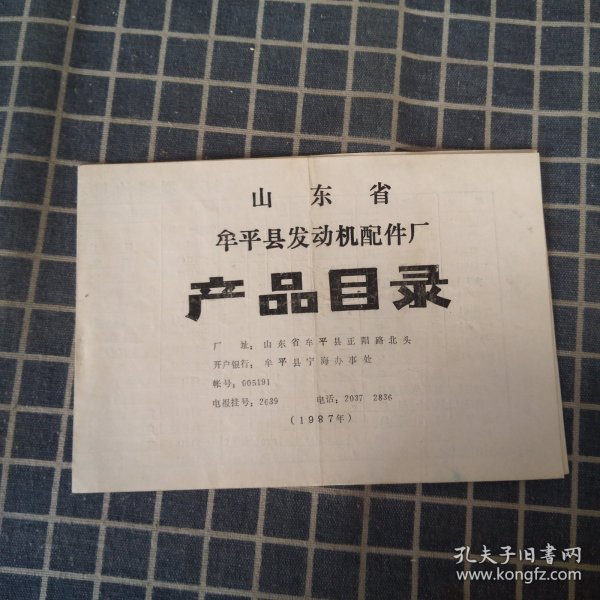 山东省
牟平县发动机配件厂
产品目录
厂 址：山东省牟平县正阳路北头
开户银行：牟平县宁海办事处
帐号：605191
电报挂号：2639 电话：2037 2836
（1987年）
孔夫子旧书网
www.kongfz.com